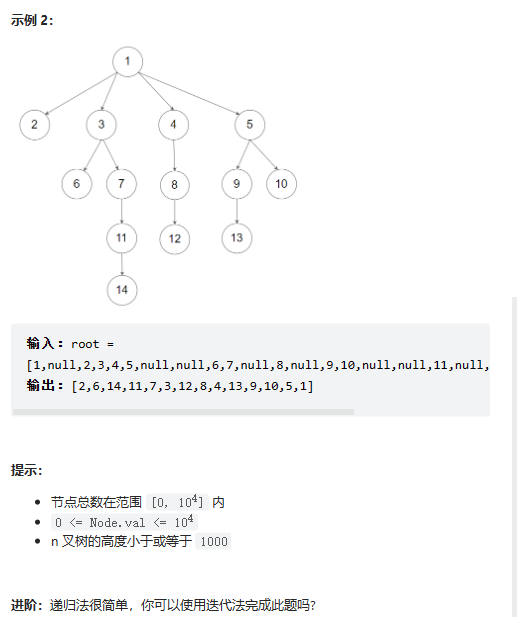 示例 2：
1
2 3 4 5
6 7 8 9 10
11 12 13
14
输入：root =
[1,null,2,3,4,5,null,null,6,7,null,8,null,9,10,null,null,11,null,
输出：[2,6,14,11,7,3,12,8,4,13,9,10,5,1]
提示：
• 节点总数在范围 [0, 10⁴] 内
• 0 <= Node.val <= 10⁴
• n 叉树的高度小于或等于 1000
进阶：递归法很简单，你可以使用迭代法完成此题吗?